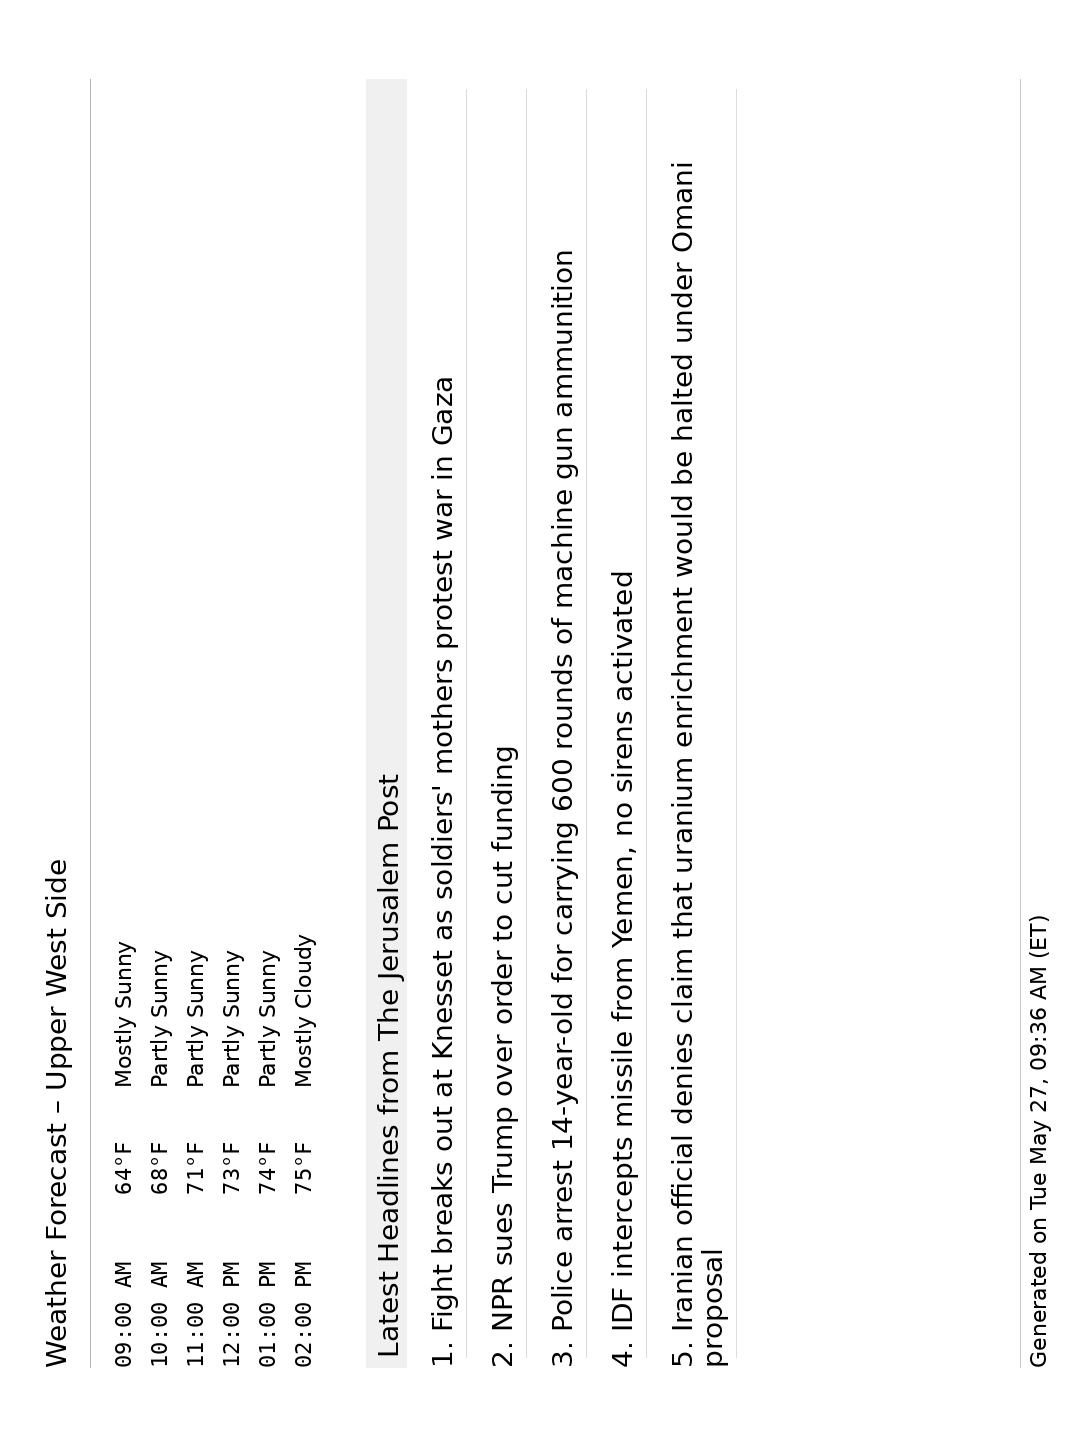 Weather Forecast – Upper West Side
09:00 AM 64°F Mostly Sunny
10:00 AM 68°F Partly Sunny
11:00 AM 71°F Partly Sunny
12:00 PM 73°F Partly Sunny
01:00 PM 74°F Partly Sunny
02:00 PM 75°F Mostly Cloudy
Latest Headlines from The Jerusalem Post
1. Fight breaks out at Knesset as soldiers' mothers protest war in Gaza
2. NPR sues Trump over order to cut funding
3. Police arrest 14-year-old for carrying 600 rounds of machine gun ammunition
4. IDF intercepts missile from Yemen, no sirens activated
5. Iranian official denies claim that uranium enrichment would be halted under Omani
proposal
Generated on Tue May 27, 09:36 AM (ET)